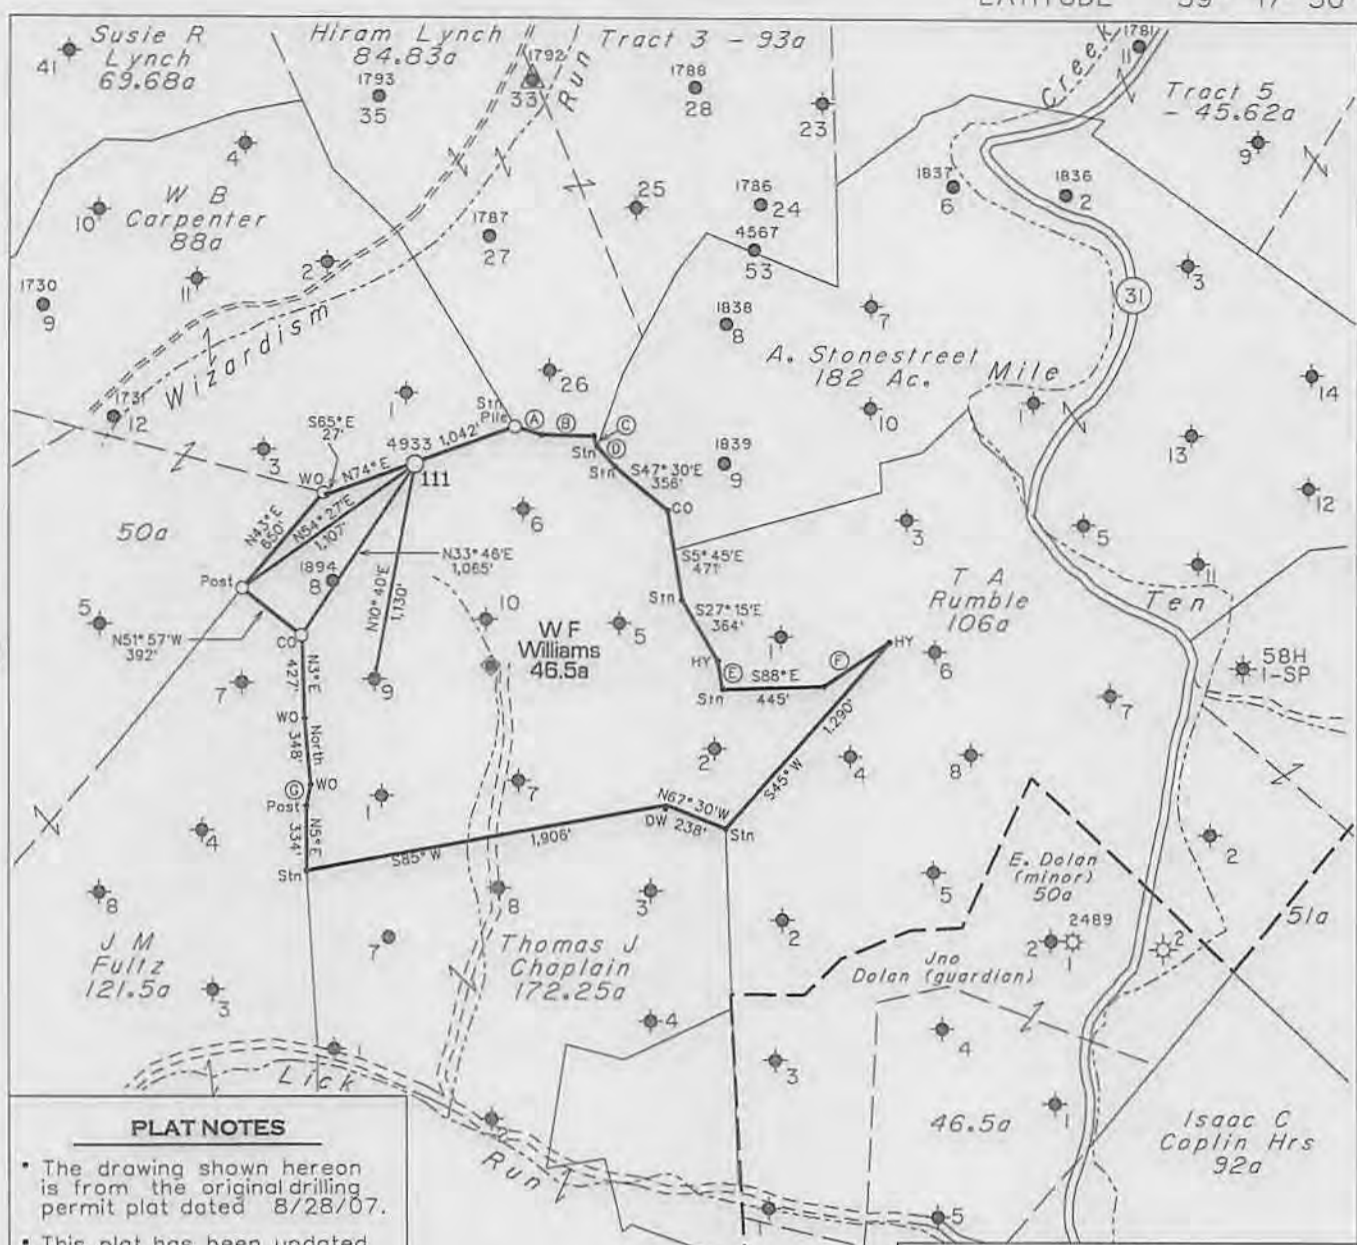 LATITUDE 39° 17' 30"
Susie R
Lynch
69.68a
41
Hiram Lynch
84.83a
1793
35
1792
33
Run
Tract 3 - 93a
1788
28
23
Creek
1781
11
Tract 5
- 45.62a
9
4
W B
Carpenter
88a
10
11
2
1730
9
1787
27
25
1786
24
4567
53
1837
6
1836
2
31
3
1838
8
7
A. Stonestreet
182 Ac.
Mile
Wizardism
1731
12
1
26
10
1
14
13
12
3
S65° E
27'
4933
1,042'
N74° E
111
Stn
Pile
A
B
C
D
Stn
Stn
S47° 30'E
356'
CO
1839
9
WO
50a
N43° E
650'
N54° 27'E
1,107'
6
N33° 46'E
1,065'
S5° 45'E
471'
3
5
11
T A
Rumble
106a
Ten
Post
1894
8
N10° 40'E
1,130'
5
N51° 57'W
392'
10
W F
Williams
46.5a
5
Stn
S27° 15'E
364'
1
HY
6
CO
N3° E
427'
7
9
HY
E
S88° E
445'
F
Stn
58H
1-SP
7
WO
North
348'
WO
G
Post
N5° E
334'
Stn
1
7
2
1,290'
S45° W
4
8
N67° 30'W
DW 238'
Stn
1,906'
S85° W
4
8
8
3
5
E. Dolan
(minor)
50a
2
51a
J M
Fultz
121.5a
7
Thomas J
Chaplain
172.25a
2
Jno
Dolan (guardian)
2
2489
1
2
3
4
4
3
1
Lick
Run
46.5a
1
Isaac C
Coplin Hrs
92a
1
5
PLAT NOTES
• The drawing shown hereon
is from the original drilling
permit plat dated 8/28/07.
• This plat has been updated